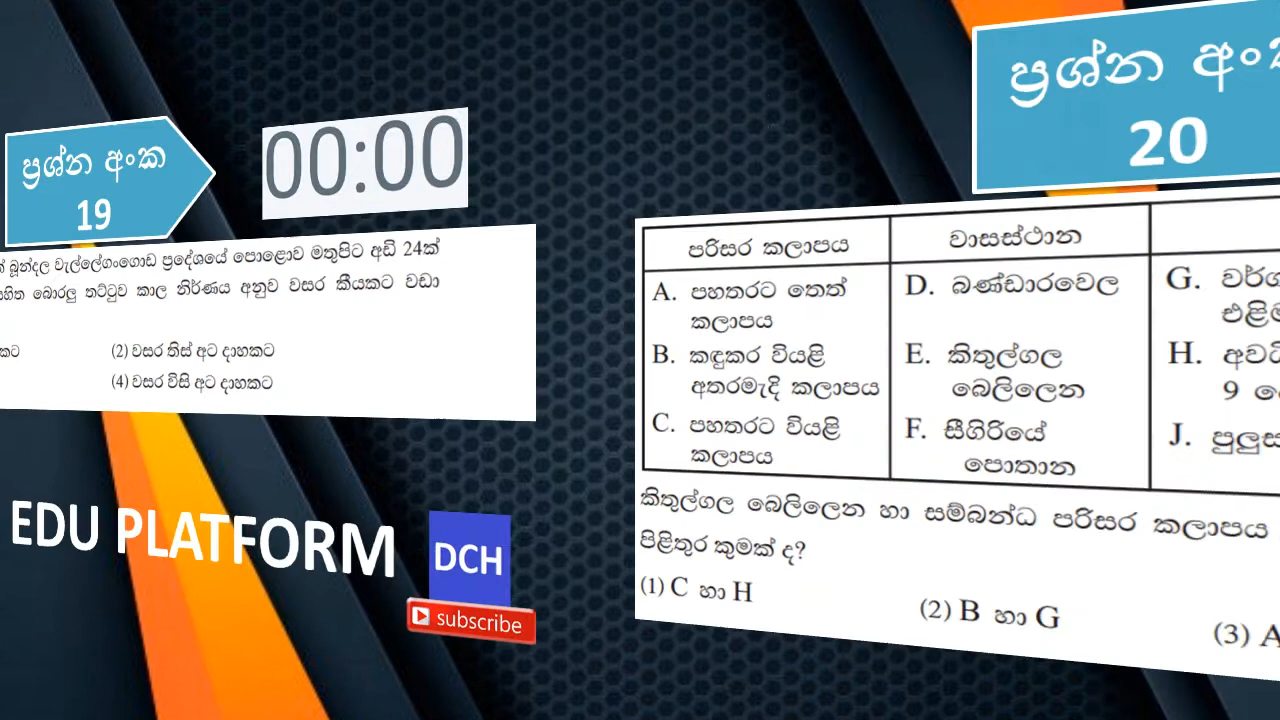 ප්‍රශ්න අංක
19
00:00
බූන්දල වැල්ලේගංගොඩ ප්‍රදේශයේ පොළොව මතුපිට අඩි 24ක්
බොරලු තට්ටුව කාල නිර්ණය අනුව වසර කීයකට වඩා
(2) වසර තිස් අට දාහකට
(4) වසර විසි අට දාහකට
EDU PLATFORM
DCH
subscribe
ප්‍රශ්න
20
පරිසර කලාපය
වාසස්ථාන
A. පහතරට තෙත්
කලාපය
D. බණ්ඩාරවෙල
G.
B. කඳුකර වියළි
අතරමැදි කලාපය
E. කිතුල්ගල
බෙලිලෙන
H.
9
C. පහතරට වියළි
කලාපය
F. සීගිරියේ
පොතාන
J.
කිතුල්ගල බෙලිලෙන හා සම්බන්ධ පරිසර කලාපය
පිළිතුර කුමක් ද?
(1) C හා H
(2) B හා G
(3) A